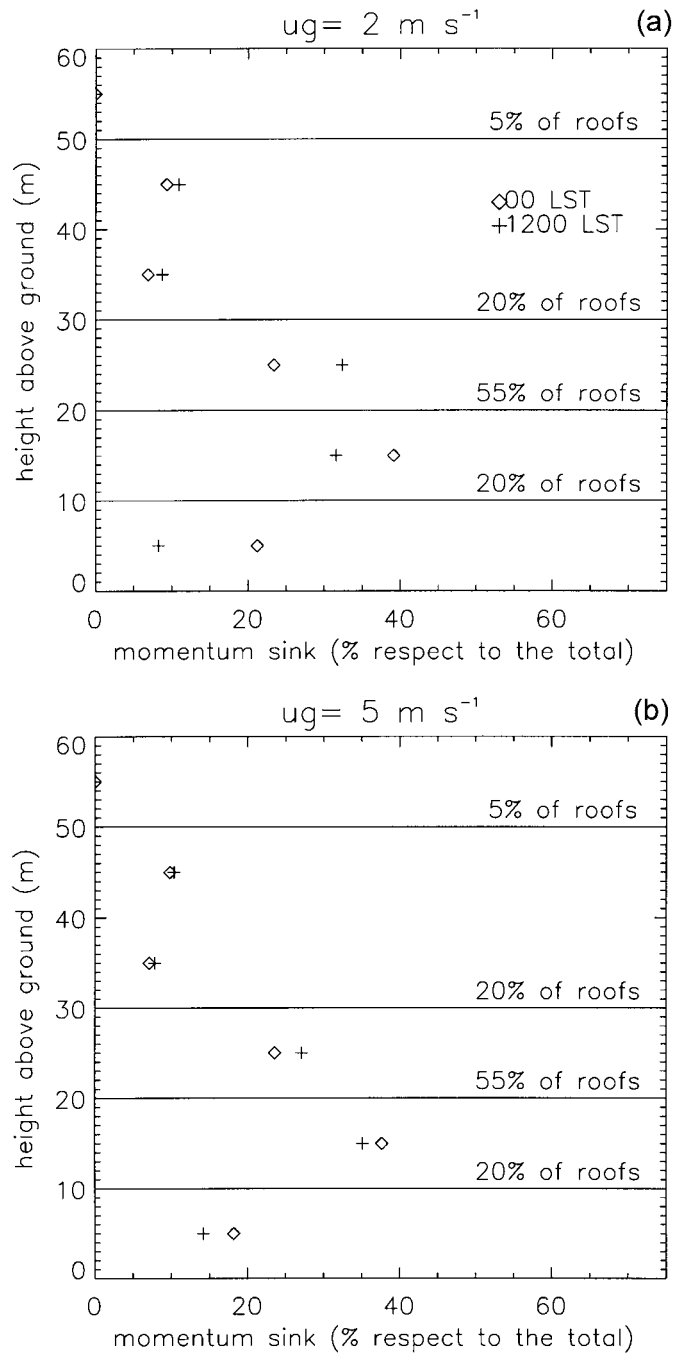 ug= 2 m s⁻¹ (a)
60
5% of roofs
50
◇00 LST
+1200 LST
40
20% of roofs
30
55% of roofs
20
20% of roofs
10
0
0 20 40 60
height above ground (m)
momentum sink (% respect to the total)
ug= 5 m s⁻¹ (b)
60
5% of roofs
50
40
20% of roofs
30
55% of roofs
20
20% of roofs
10
0
0 20 40 60
height above ground (m)
momentum sink (% respect to the total)